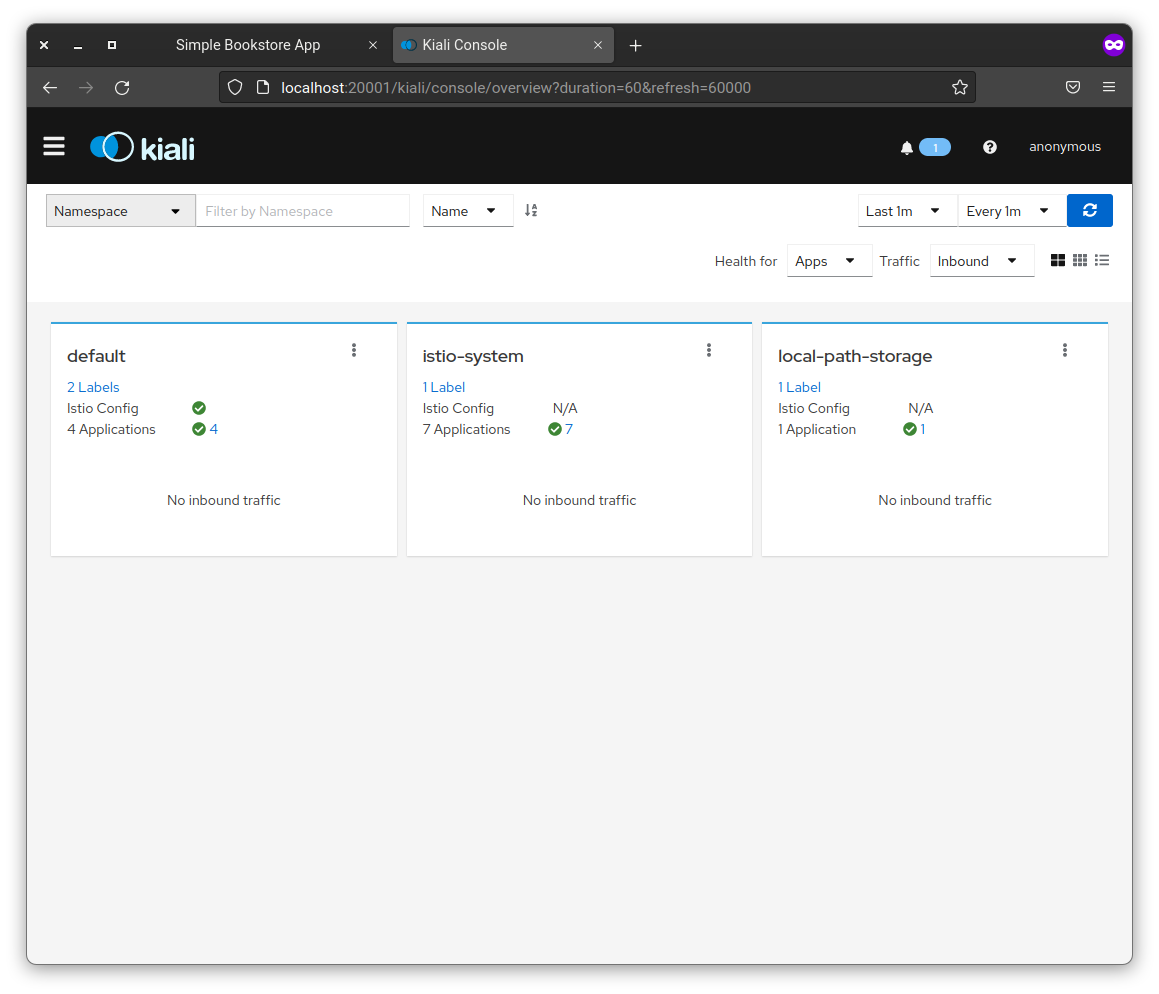 Simple Bookstore App Kiali Console
localhost:20001/kiali/console/overview?duration=60&refresh=60000
kiali 1 anonymous
Namespace Filter by Namespace Name Last 1m Every 1m
Health for Apps Traffic Inbound
default
2 Labels
Istio Config
4 Applications 4
No inbound traffic
istio-system
1 Label
Istio Config N/A
7 Applications 7
No inbound traffic
local-path-storage
1 Label
Istio Config N/A
1 Application 1
No inbound traffic